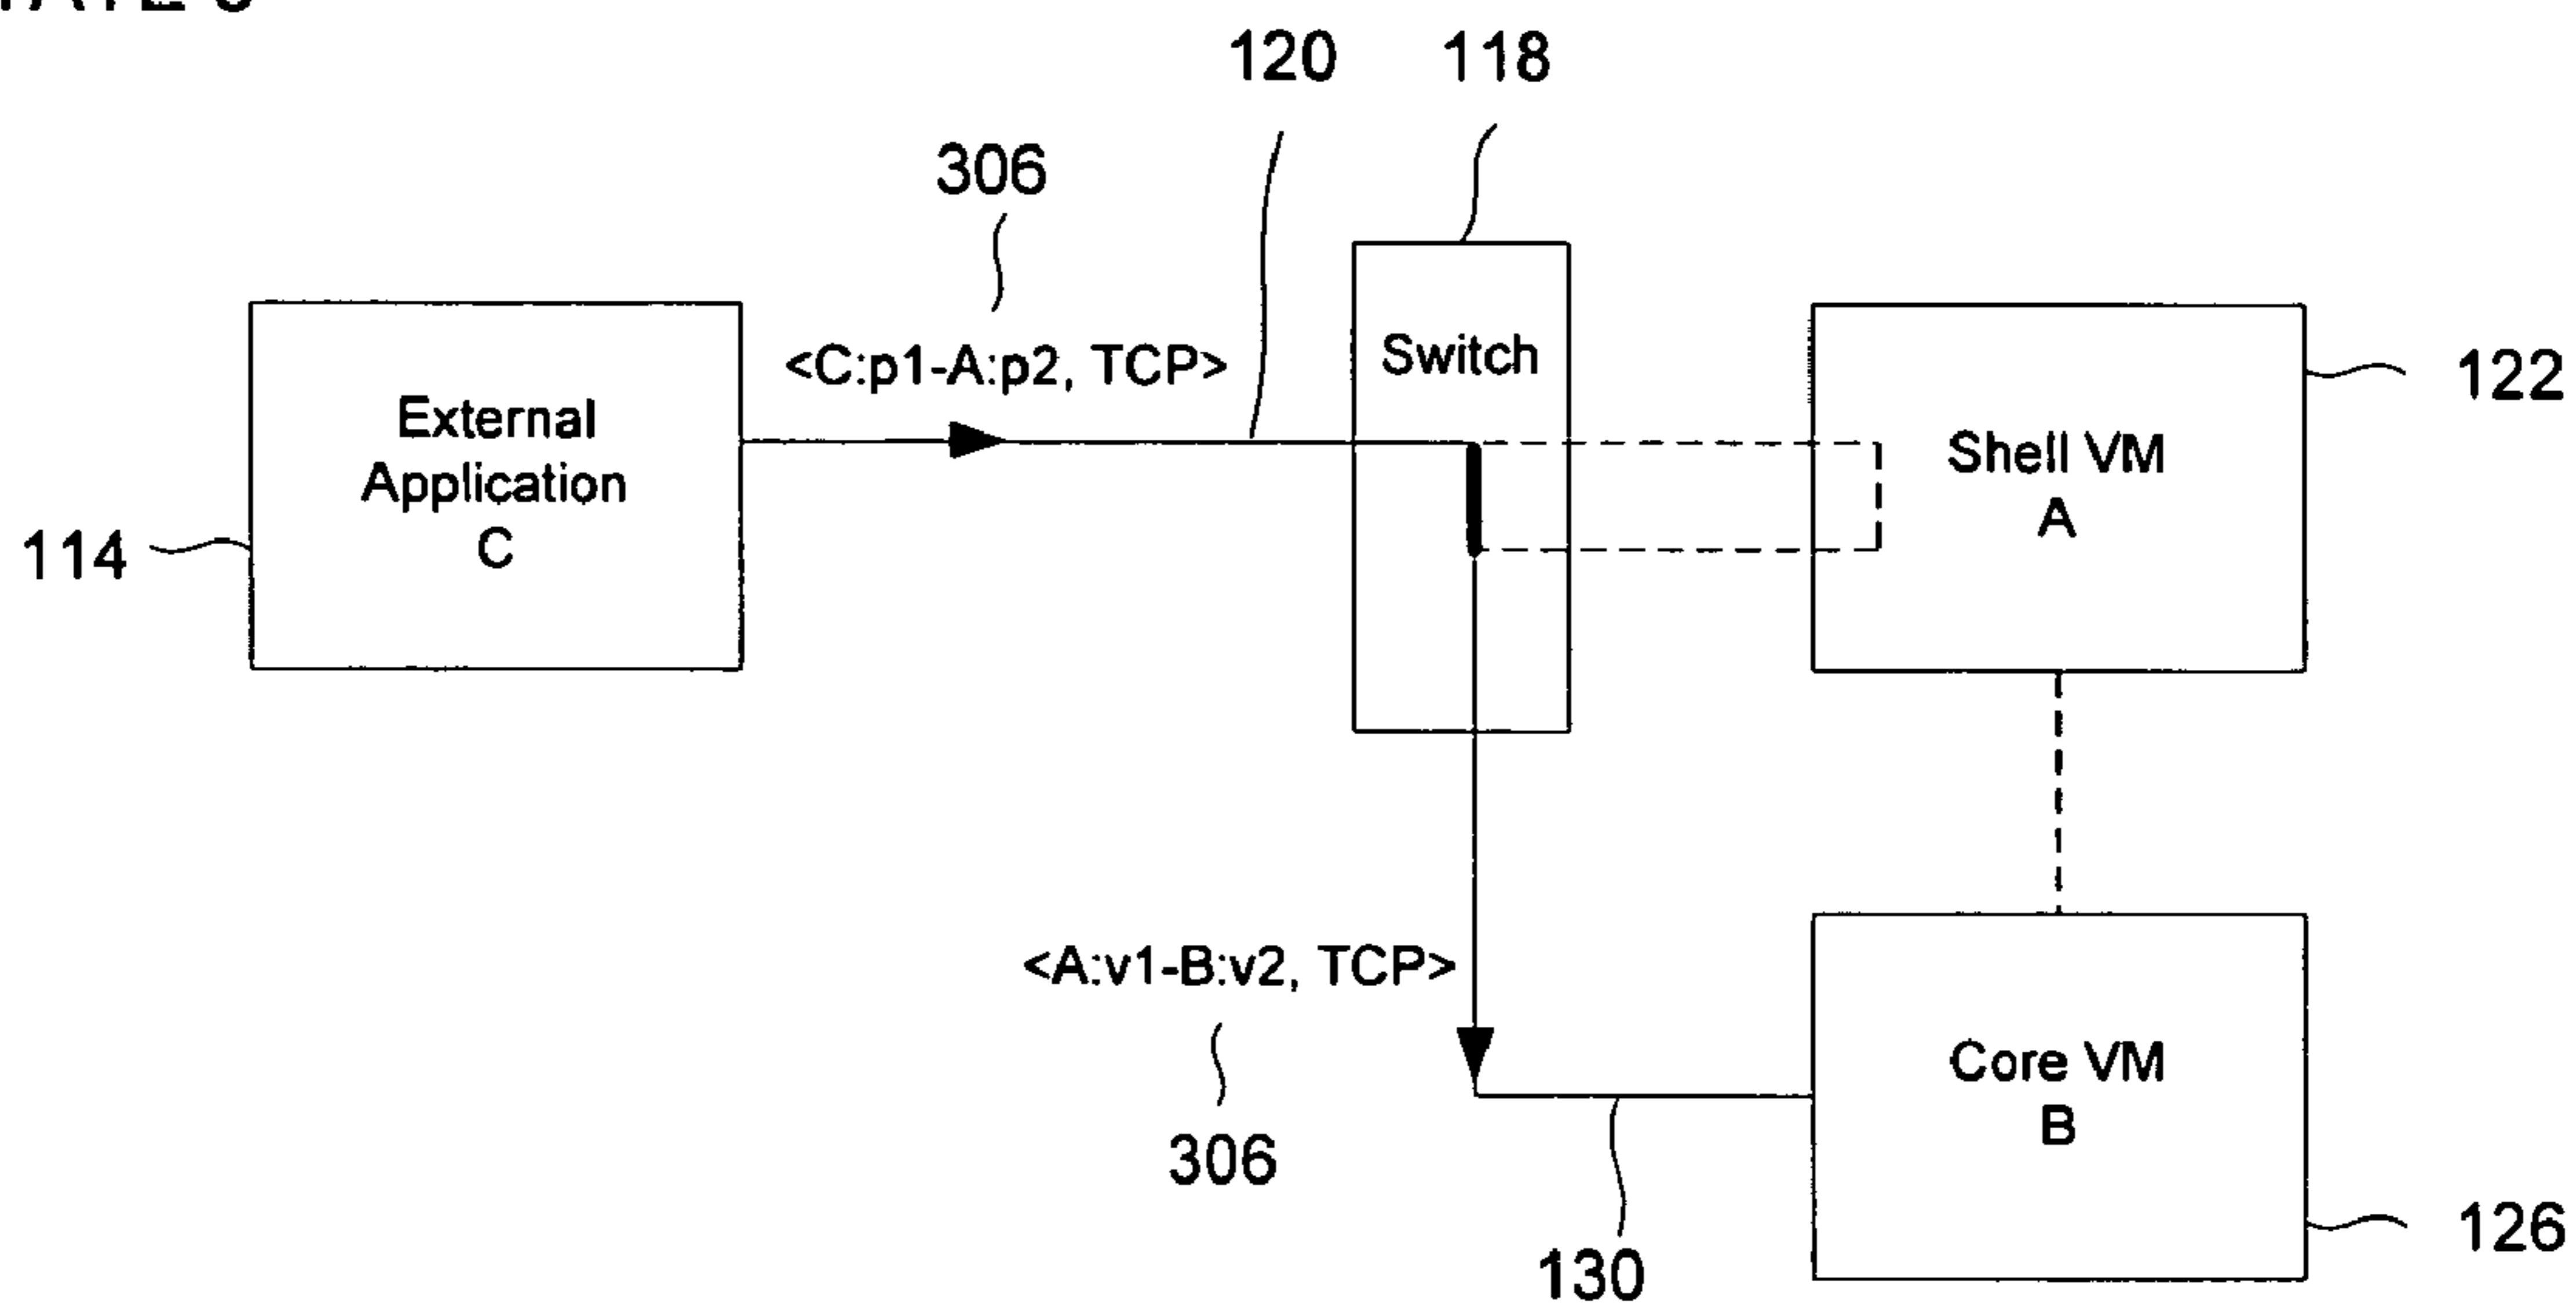 120
118
306
<C:p1-A:p2, TCP>
Switch
External
Application
C
Shell VM
A
122
114
<A:v1-B:v2, TCP>
306
Core VM
B
130
126